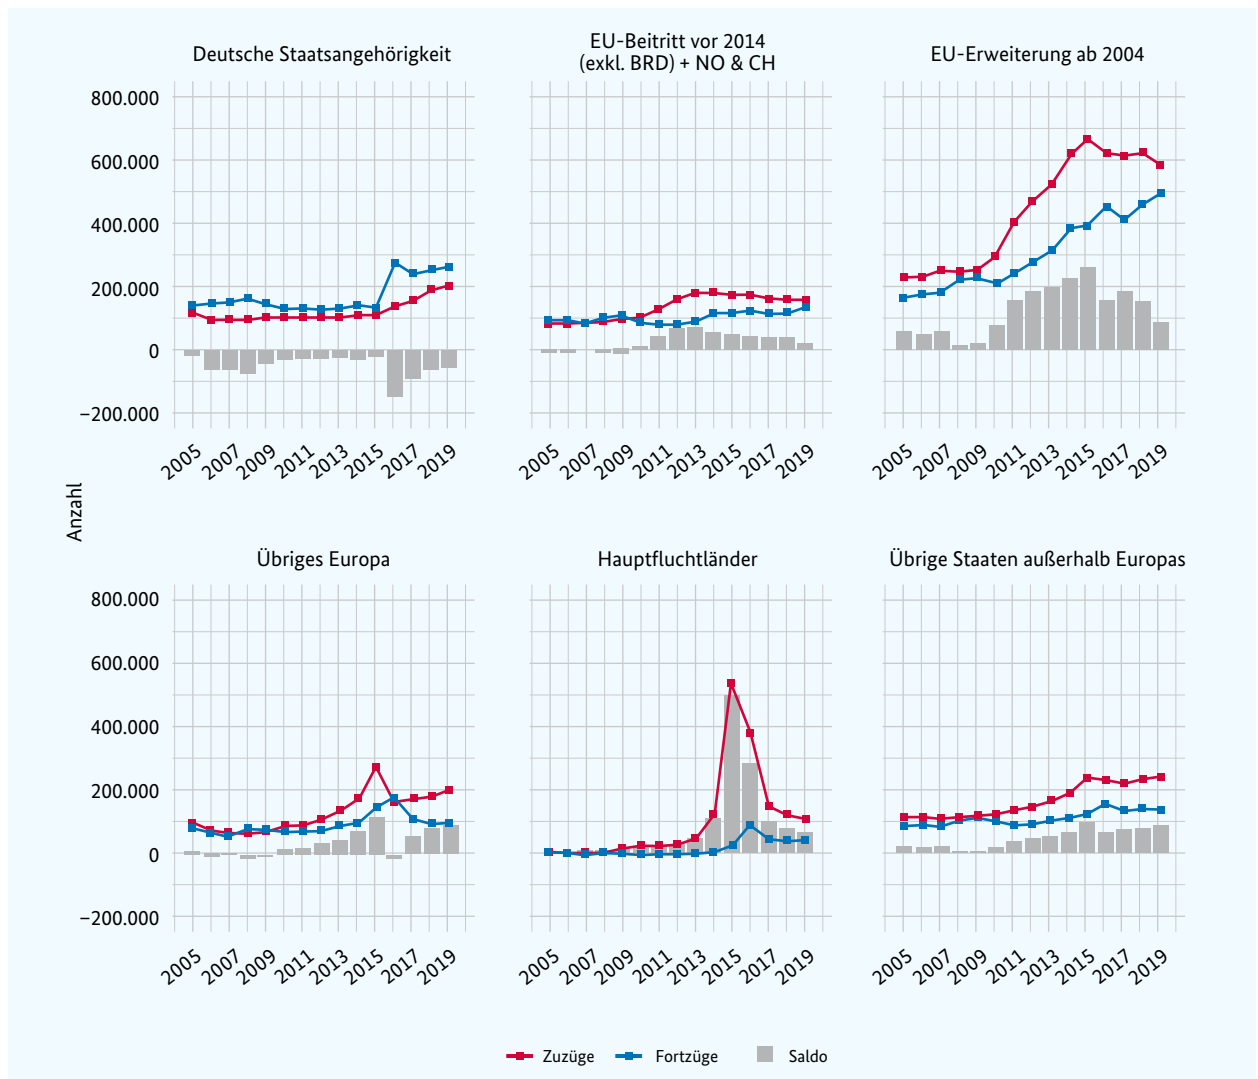 Deutsche Staatsangehörigkeit
EU-Beitritt vor 2014
(exkl. BRD) + NO & CH
EU-Erweiterung ab 2004
800.000
600.000
400.000
200.000
0
−200.000
2005 2007 2009 2011 2013 2015 2017 2019
2005 2007 2009 2011 2013 2015 2017 2019
2005 2007 2009 2011 2013 2015 2017 2019
Anzahl
Übriges Europa
Hauptfluchtländer
Übrige Staaten außerhalb Europas
800.000
600.000
400.000
200.000
0
−200.000
2005 2007 2009 2011 2013 2015 2017 2019
2005 2007 2009 2011 2013 2015 2017 2019
2005 2007 2009 2011 2013 2015 2017 2019
Zuzüge Fortzüge Saldo